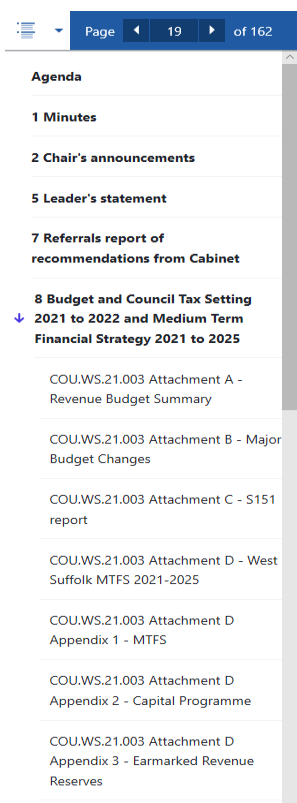 Page 19 of 162
Agenda
1 Minutes
2 Chair's announcements
5 Leader's statement
7 Referrals report of
recommendations from Cabinet
8 Budget and Council Tax Setting
2021 to 2022 and Medium Term
Financial Strategy 2021 to 2025
COU.WS.21.003 Attachment A -
Revenue Budget Summary
COU.WS.21.003 Attachment B - Major
Budget Changes
COU.WS.21.003 Attachment C - S151
report
COU.WS.21.003 Attachment D - West
Suffolk MTFS 2021-2025
COU.WS.21.003 Attachment D
Appendix 1 - MTFS
COU.WS.21.003 Attachment D
Appendix 2 - Capital Programme
COU.WS.21.003 Attachment D
Appendix 3 - Earmarked Revenue
Reserves